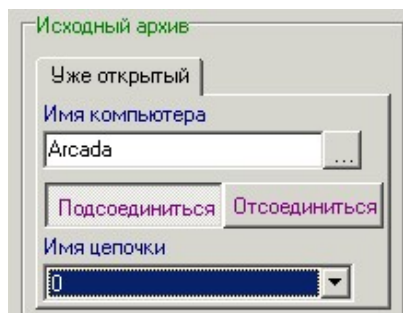 Исходный архив
Уже открытый
Имя компьютера
Arcada
...
Подсоединиться Отсоединиться
Имя цепочки
0